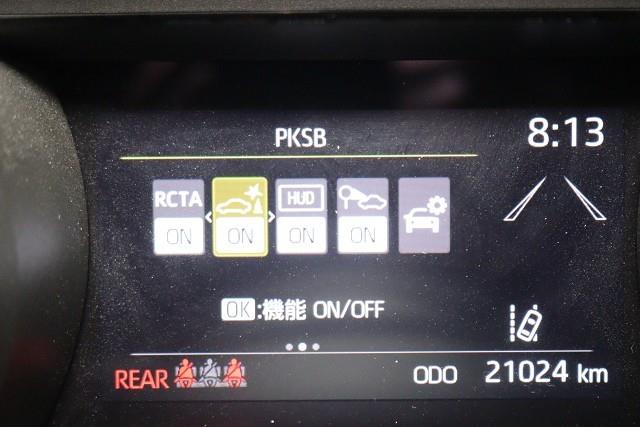 PKSB
8:13
RCTA
HUD
ON
ON
ON
ON
OK:機能 ON/OFF
REAR
ODO 21024 km